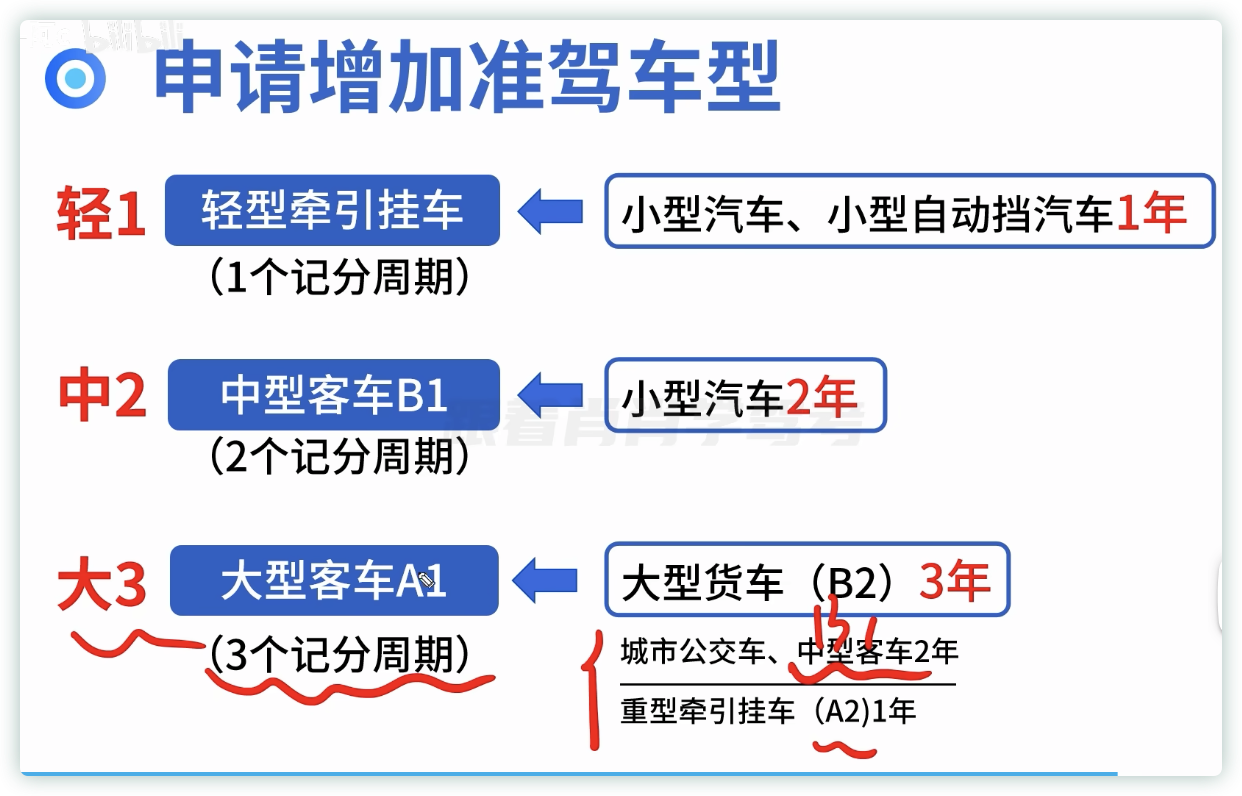 bilibili
申请增加准驾车型
轻1 轻型牵引挂车 小型汽车、小型自动挡汽车1年
（1个记分周期）
中2 中型客车B1 小型汽车2年
（2个记分周期）
大3 大型客车A1 大型货车（B2）3年
B1
（3个记分周期） 城市公交车、中型客车2年
重型牵引挂车（A2)1年